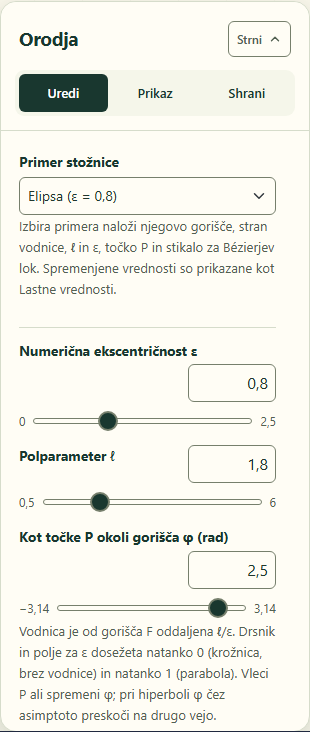 Orodja
Strni
Uredi Prikaz Shrani
Primer stožnice
Elipsa (ε = 0,8)
Izbira primera naloži njegovo gorišče, stran
vodnice, ℓ in ε, točko P in stikalo za Bézierjev
lok. Spremenjene vrednosti so prikazane kot
Lastne vrednosti.
Numerična ekscentričnost ε
0,8
0 2,5
Polparameter ℓ
1,8
0,5 6
Kot točke P okoli gorišča φ (rad)
2,5
−3,14 3,14
Vodnica je od gorišča F oddaljena ℓ/ε. Drsnik
in polje za ε dosežeta natanko 0 (krožnica,
brez vodnice) in natanko 1 (parabola). Vleci
P ali spremeni φ; pri hiperboli φ čez
asimptoto preskoči na drugo vejo.